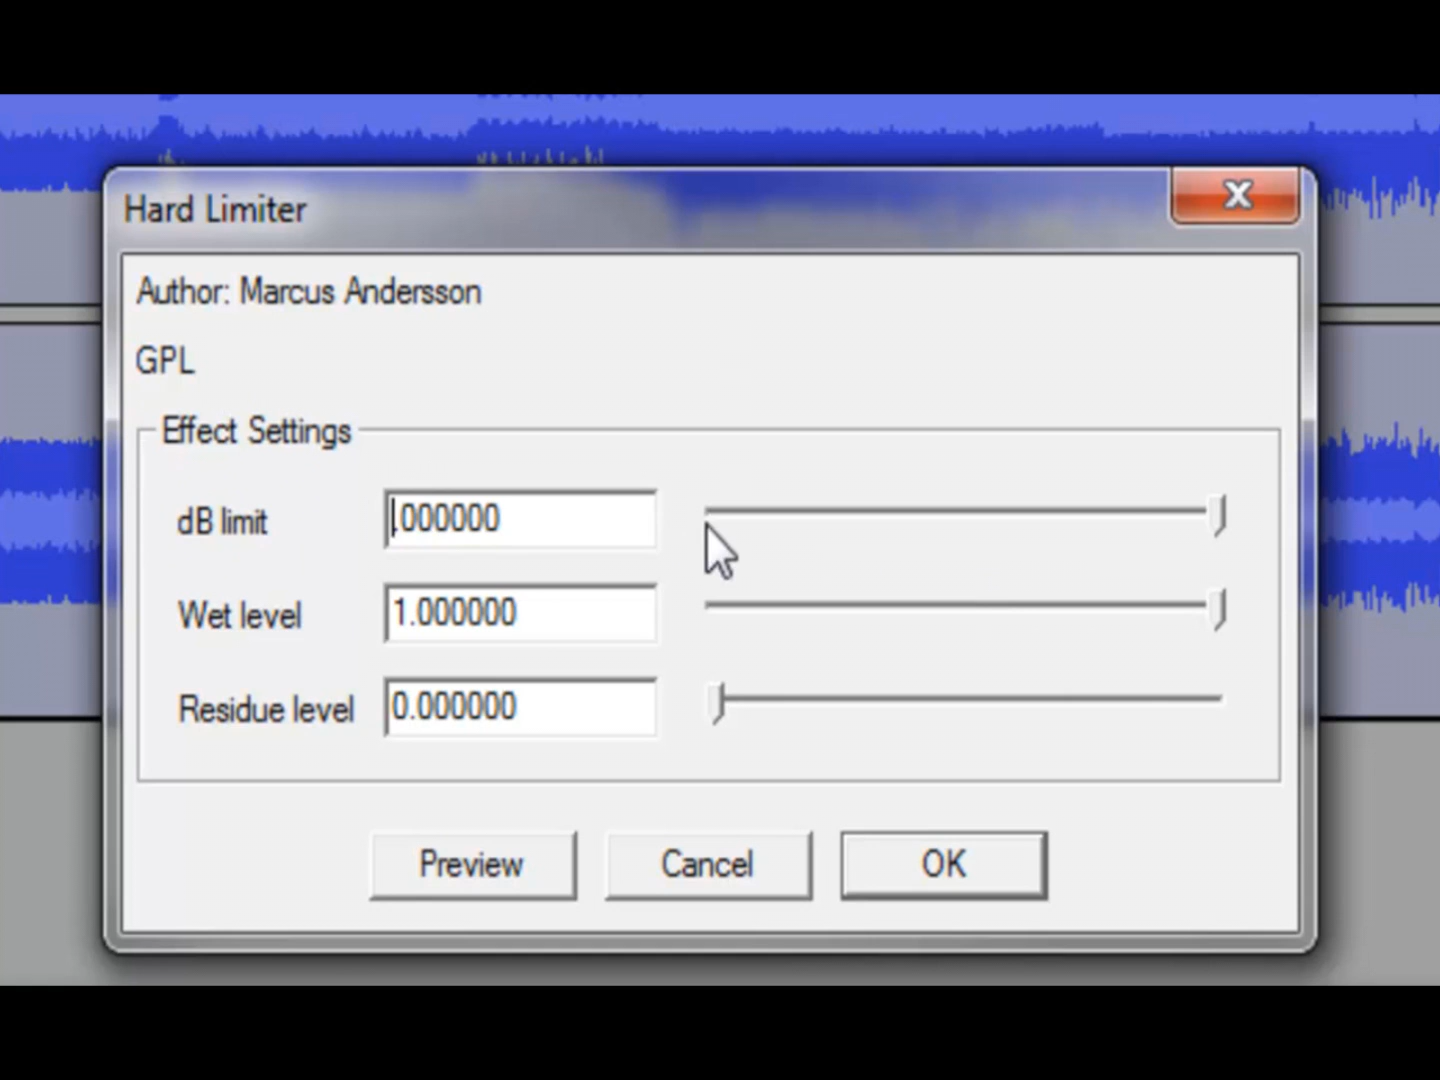 Hard Limiter
Author: Marcus Andersson
GPL
Effect Settings
dB limit .000000
Wet level 1.000000
Residue level 0.000000
Preview Cancel OK